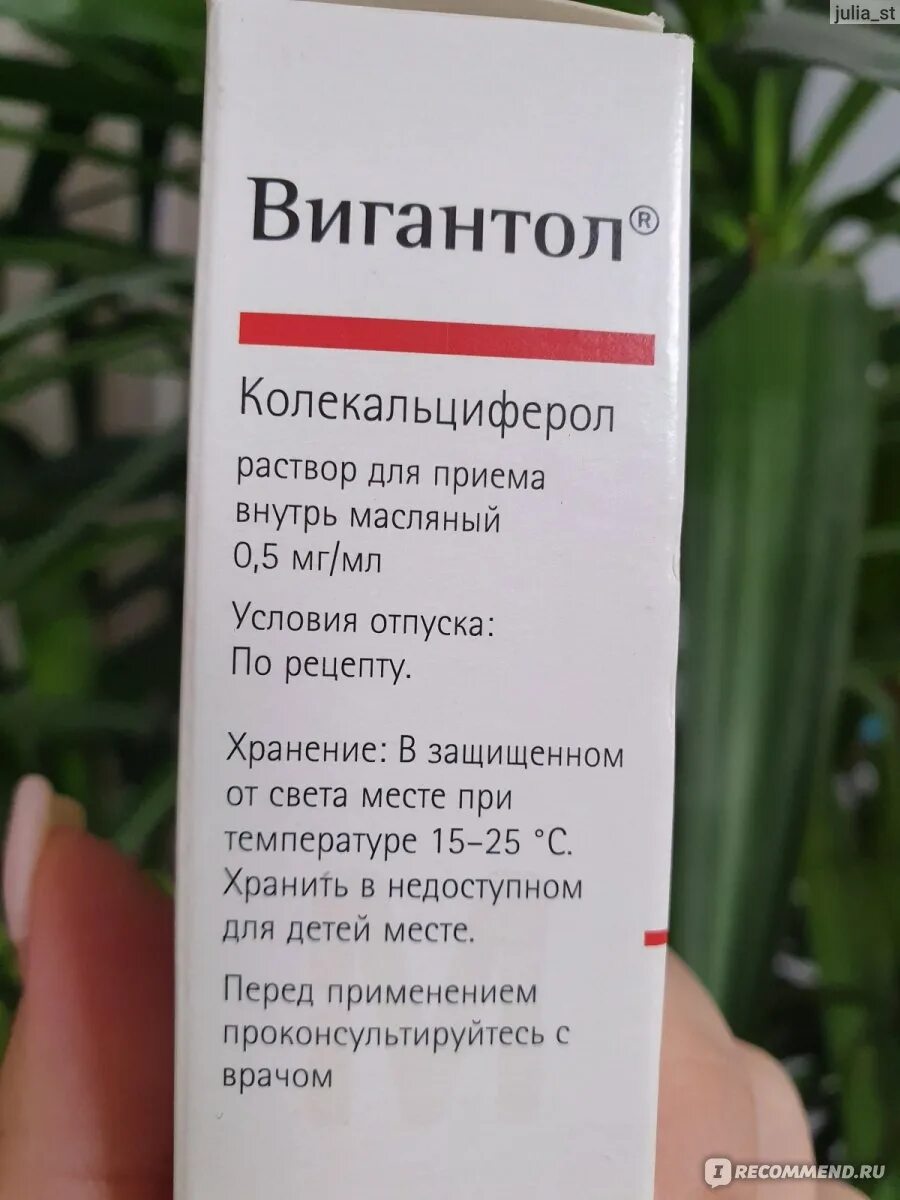 julia_st
Вигантол®
Колекальциферол
раствор для приема
внутрь масляный
0,5 мг/мл
Условия отпуска:
По рецепту.
Хранение: В защищенном
от света месте при
температуре 15–25 °С.
Хранить в недоступном
для детей месте.
Перед применением
проконсультируйтесь с
врачом
IRECOMMEND.RU